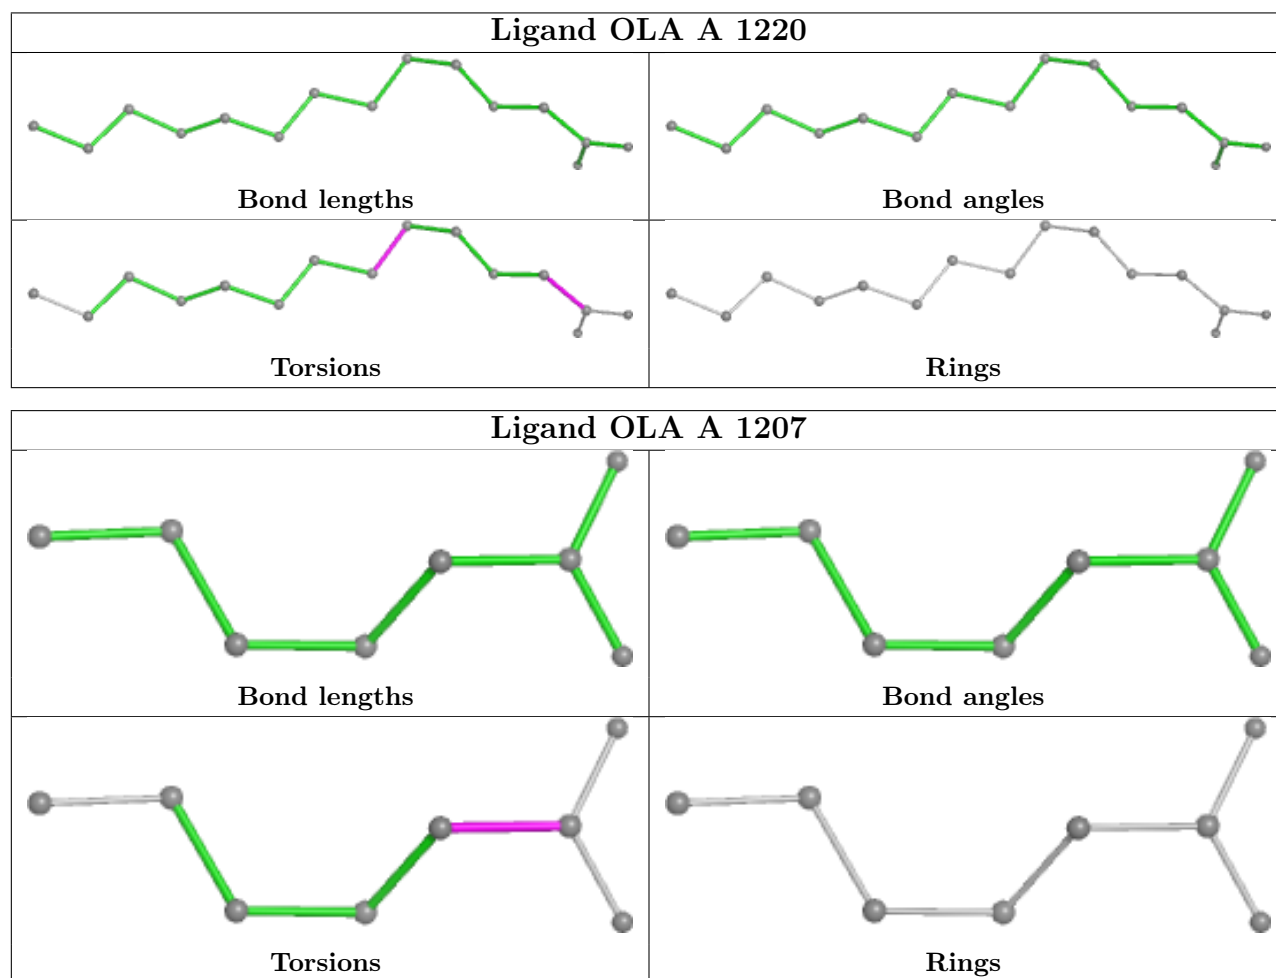 Ligand OLA A 1220
Bond lengths
Bond angles
Torsions
Rings
Ligand OLA A 1207
Bond lengths
Bond angles
Torsions
Rings